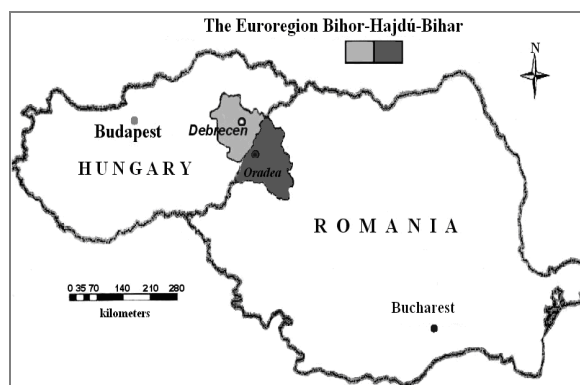 The Euroregion Bihor-Hajdú-Bihar
N
Debrecen
Budapest
HUNGARY
Oradea
ROMANIA
0 35 70 140 210 280
kilometers
Bucharest